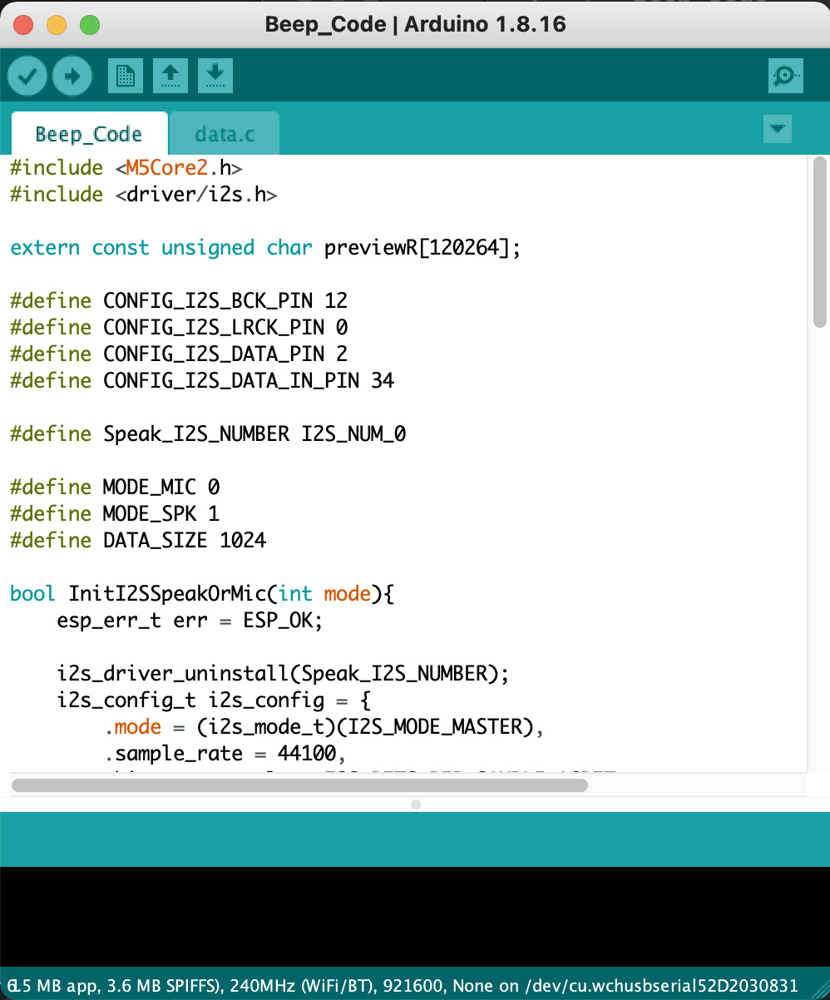 Beep_Code | Arduino 1.8.16
Beep_Code
data.c
#include <M5Core2.h>
#include <driver/i2s.h>
extern const unsigned char previewR[120264];
#define CONFIG_I2S_BCK_PIN 12
#define CONFIG_I2S_LRCK_PIN 0
#define CONFIG_I2S_DATA_PIN 2
#define CONFIG_I2S_DATA_IN_PIN 34
#define Speak_I2S_NUMBER I2S_NUM_0
#define MODE_MIC 0
#define MODE_SPK 1
#define DATA_SIZE 1024
bool InitI2SSpeakOrMic(int mode){
    esp_err_t err = ESP_OK;
    i2s_driver_uninstall(Speak_I2S_NUMBER);
    i2s_config_t i2s_config = {
        .mode = (i2s_mode_t)(I2S_MODE_MASTER),
        .sample_rate = 44100,
MB app, 3.6 MB SPIFFS), 240MHz (WiFi/BT), 921600, None on /dev/cu.wchusbserial52D2030831